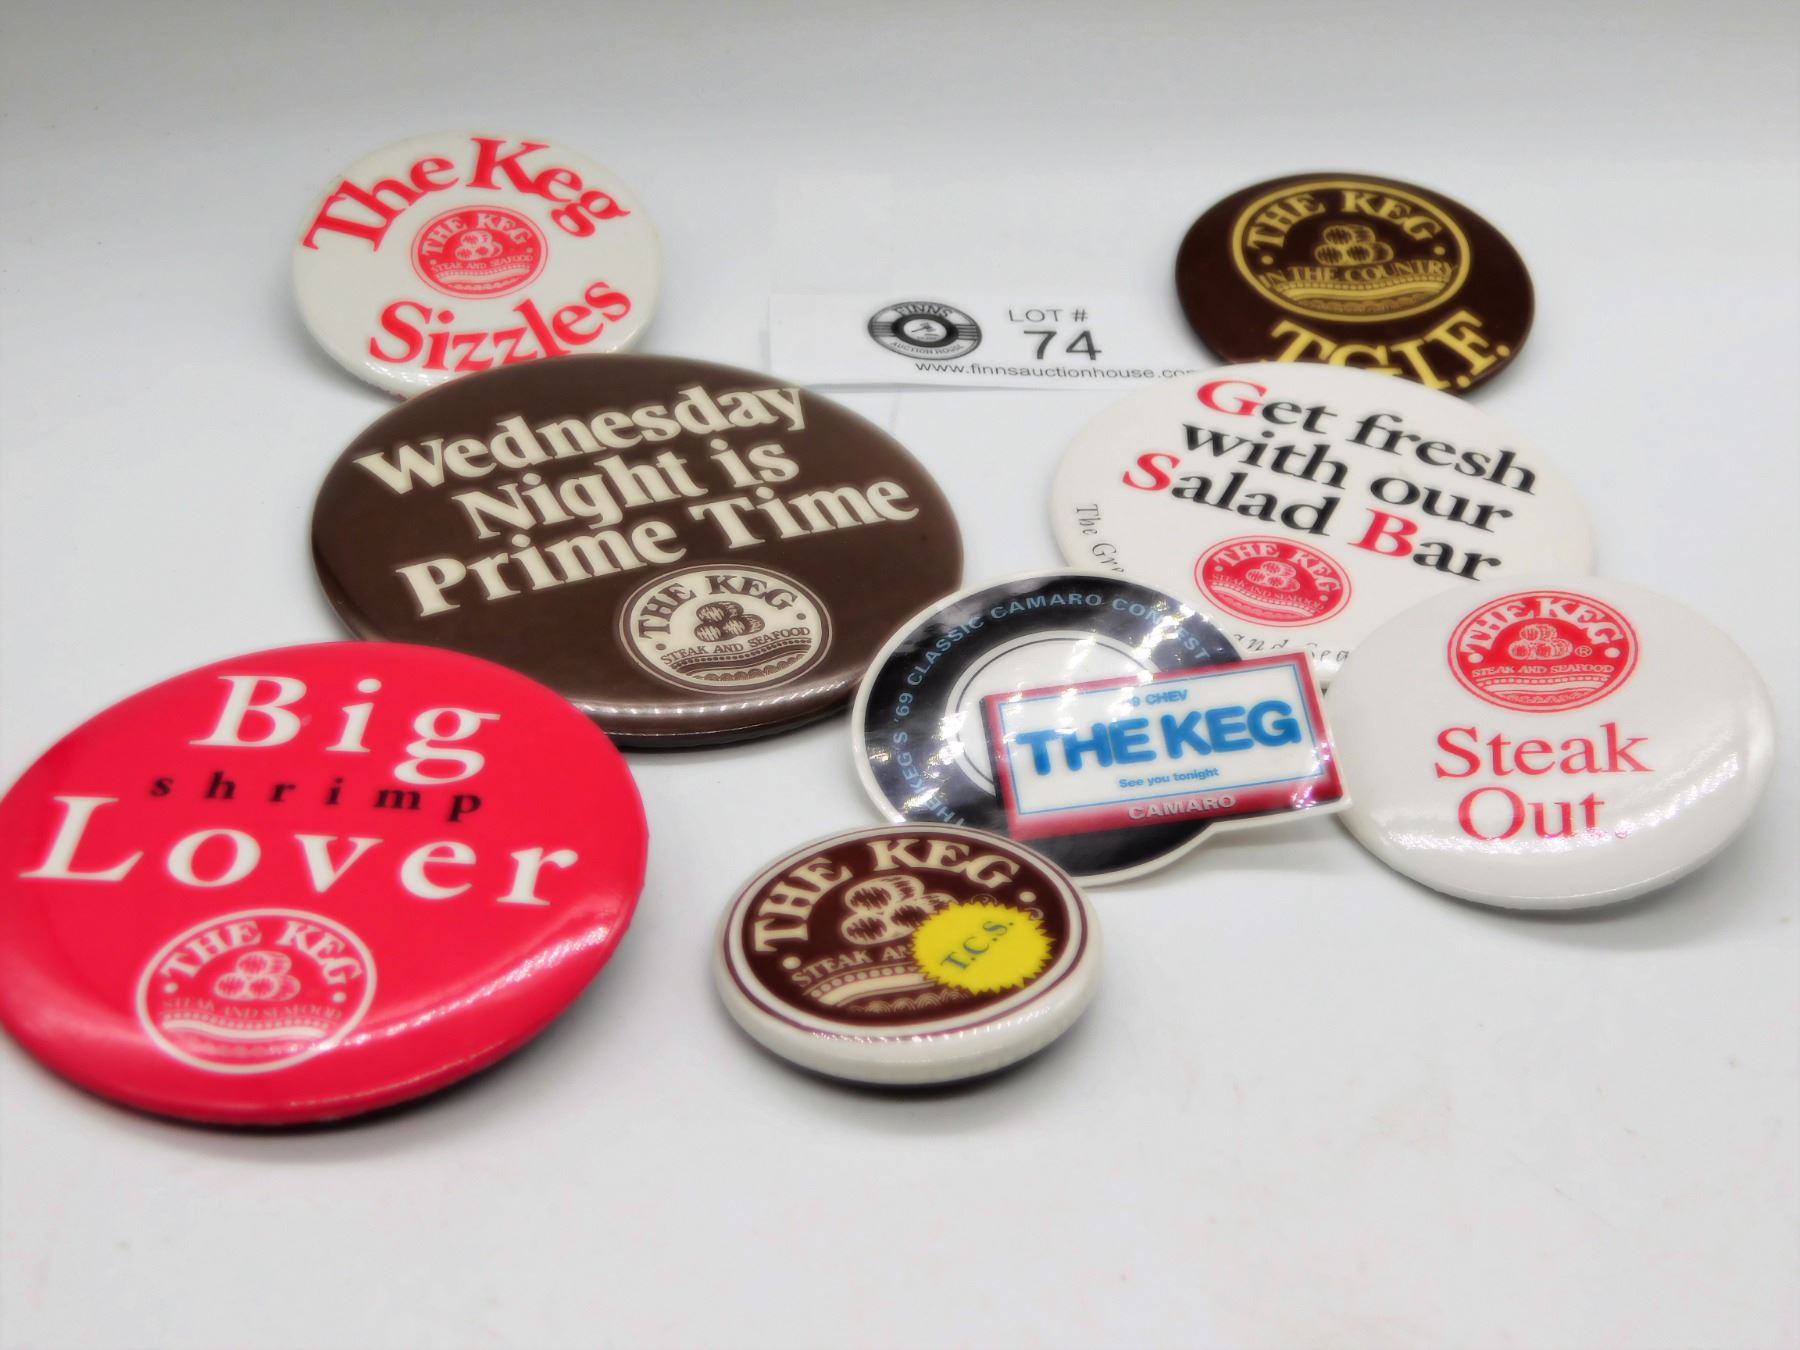 The Keg
THE KEG
STEAK AND SEAFOOD
Sizzles
FINNS
AUCTION HOUSE
LOT #
74
www.finnsauctionhouse.com
THE KEG
IN THE COUNTRY
T.G.I.F.
Wednesday
Night is
Prime Time
THE KEG
STEAK AND SEAFOOD
Get fresh
with our
Salad Bar
THE KEG
STEAK AND SEAFOOD
The
and
THE KEG'S '69 CLASSIC CAMARO CONTEST
CHEV
THE KEG
See you tonight
CAMARO
THE KEG
STEAK AND SEAFOOD ®
Steak
Out
Big
shrimp
Lover
THE KEG
STEAK AND SEAFOOD
THE KEG
STEAK
T.C.S.